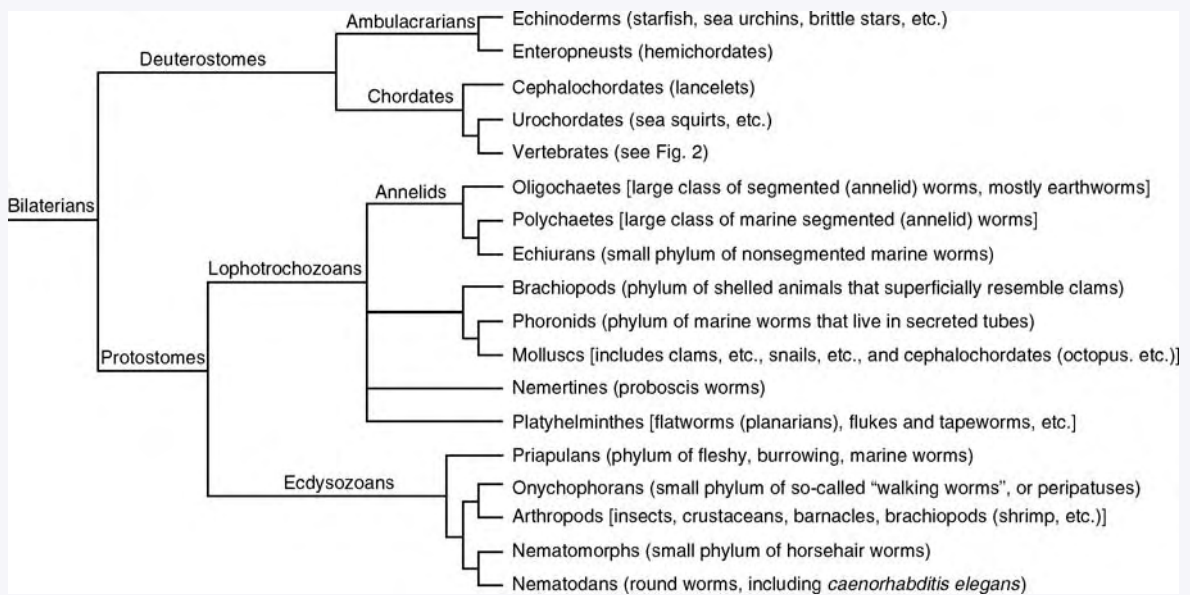 Ambulacrarians
Echinoderms (starfish, sea urchins, brittle stars, etc.)
Enteropneusts (hemichordates)
Deuterostomes
Cephalochordates (lancelets)
Chordates
Urochordates (sea squirts, etc.)
Vertebrates (see Fig. 2)
Annelids
Oligochaetes [large class of segmented (annelid) worms, mostly earthworms]
Bilaterians
Polychaetes [large class of marine segmented (annelid) worms]
Echiurans (small phylum of nonsegmented marine worms)
Lophotrochozoans
Brachiopods (phylum of shelled animals that superficially resemble clams)
Phoronids (phylum of marine worms that live in secreted tubes)
Protostomes
Molluscs [includes clams, etc., snails, etc., and cephalochordates (octopus. etc.)]
Nemertines (proboscis worms)
Platyhelminthes [flatworms (planarians), flukes and tapeworms, etc.]
Priapulans (phylum of fleshy, burrowing, marine worms)
Ecdysozoans
Onychophorans (small phylum of so-called “walking worms”, or peripatuses)
Arthropods [insects, crustaceans, barnacles, brachiopods (shrimp, etc.)]
Nematomorphs (small phylum of horsehair worms)
Nematodans (round worms, including caenorhabditis elegans)